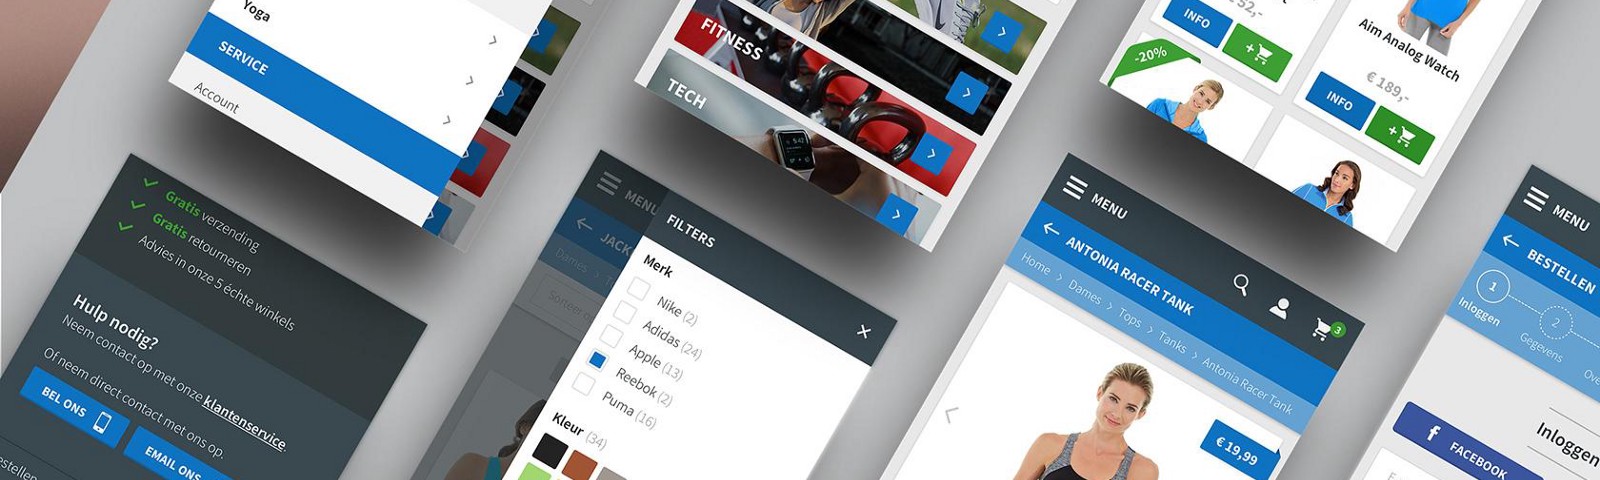 Yoga
SERVICE
Account
FITNESS
TECH
52,-
INFO
+
-20%
Aim Analog Watch
€ 189,-
INFO
+
Gratis verzending
Gratis retourneren
Advies in onze 5 échte winkels
Hulp nodig?
Neem contact op met onze klantenservice.
Of neem direct contact met ons op.
BEL ONS
EMAIL ONS
MENU
JACK
Dames >
Sorteer
FILTERS
Merk
Nike (2)
Adidas (24)
Apple (13)
Reebok (2)
Puma (16)
Kleur (34)
MENU
3
ANTONIA RACER TANK
Home > Dames > Tops > Tanks > Antonia Racer Tank
€ 19,99
MENU
BESTELLEN
1
2
Inloggen
Gegevens
Inloggen
FACEBOOK